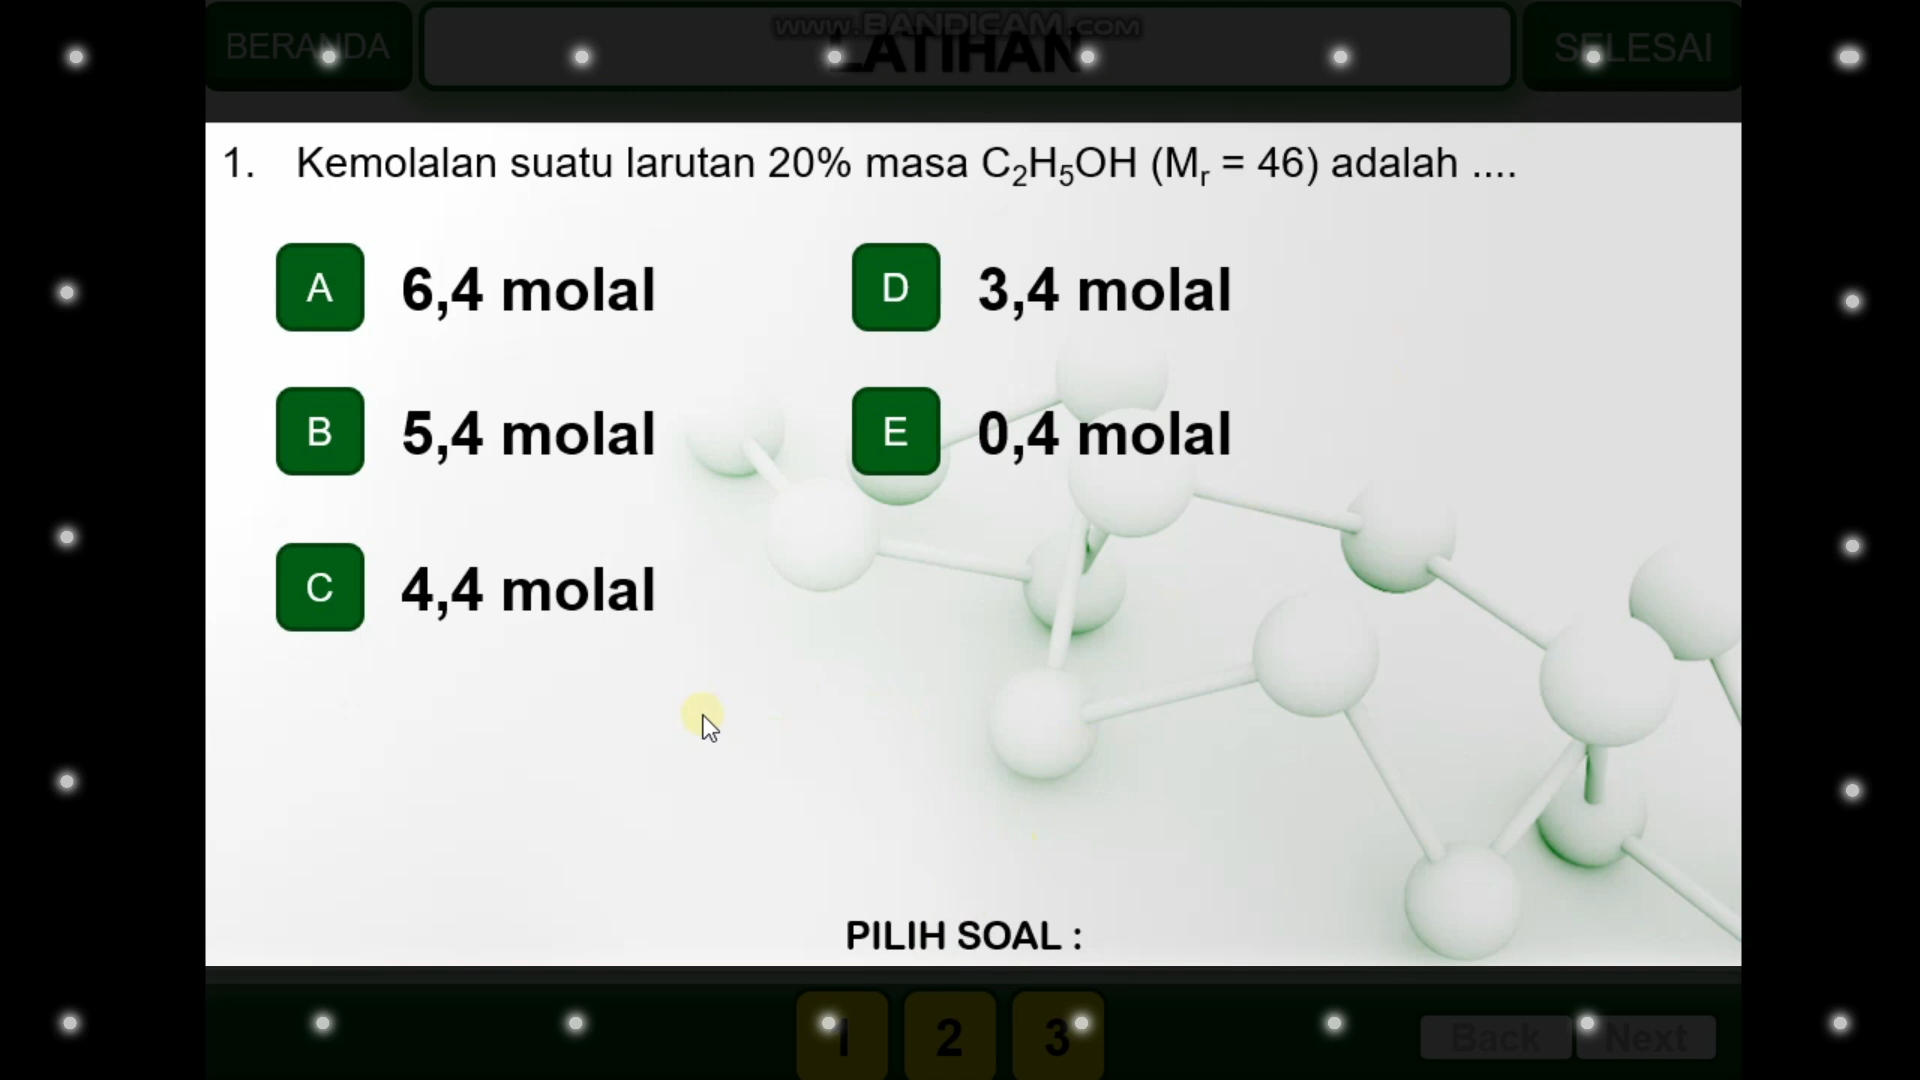 www.BANDICAM.com
BERANDA
LATIHAN
SELESAI
1. Kemolalan suatu larutan 20% masa C₂H₅OH (Mᵣ = 46) adalah ....
A 6,4 molal
D 3,4 molal
B 5,4 molal
E 0,4 molal
C 4,4 molal
PILIH SOAL :
1 2 3
Back Next